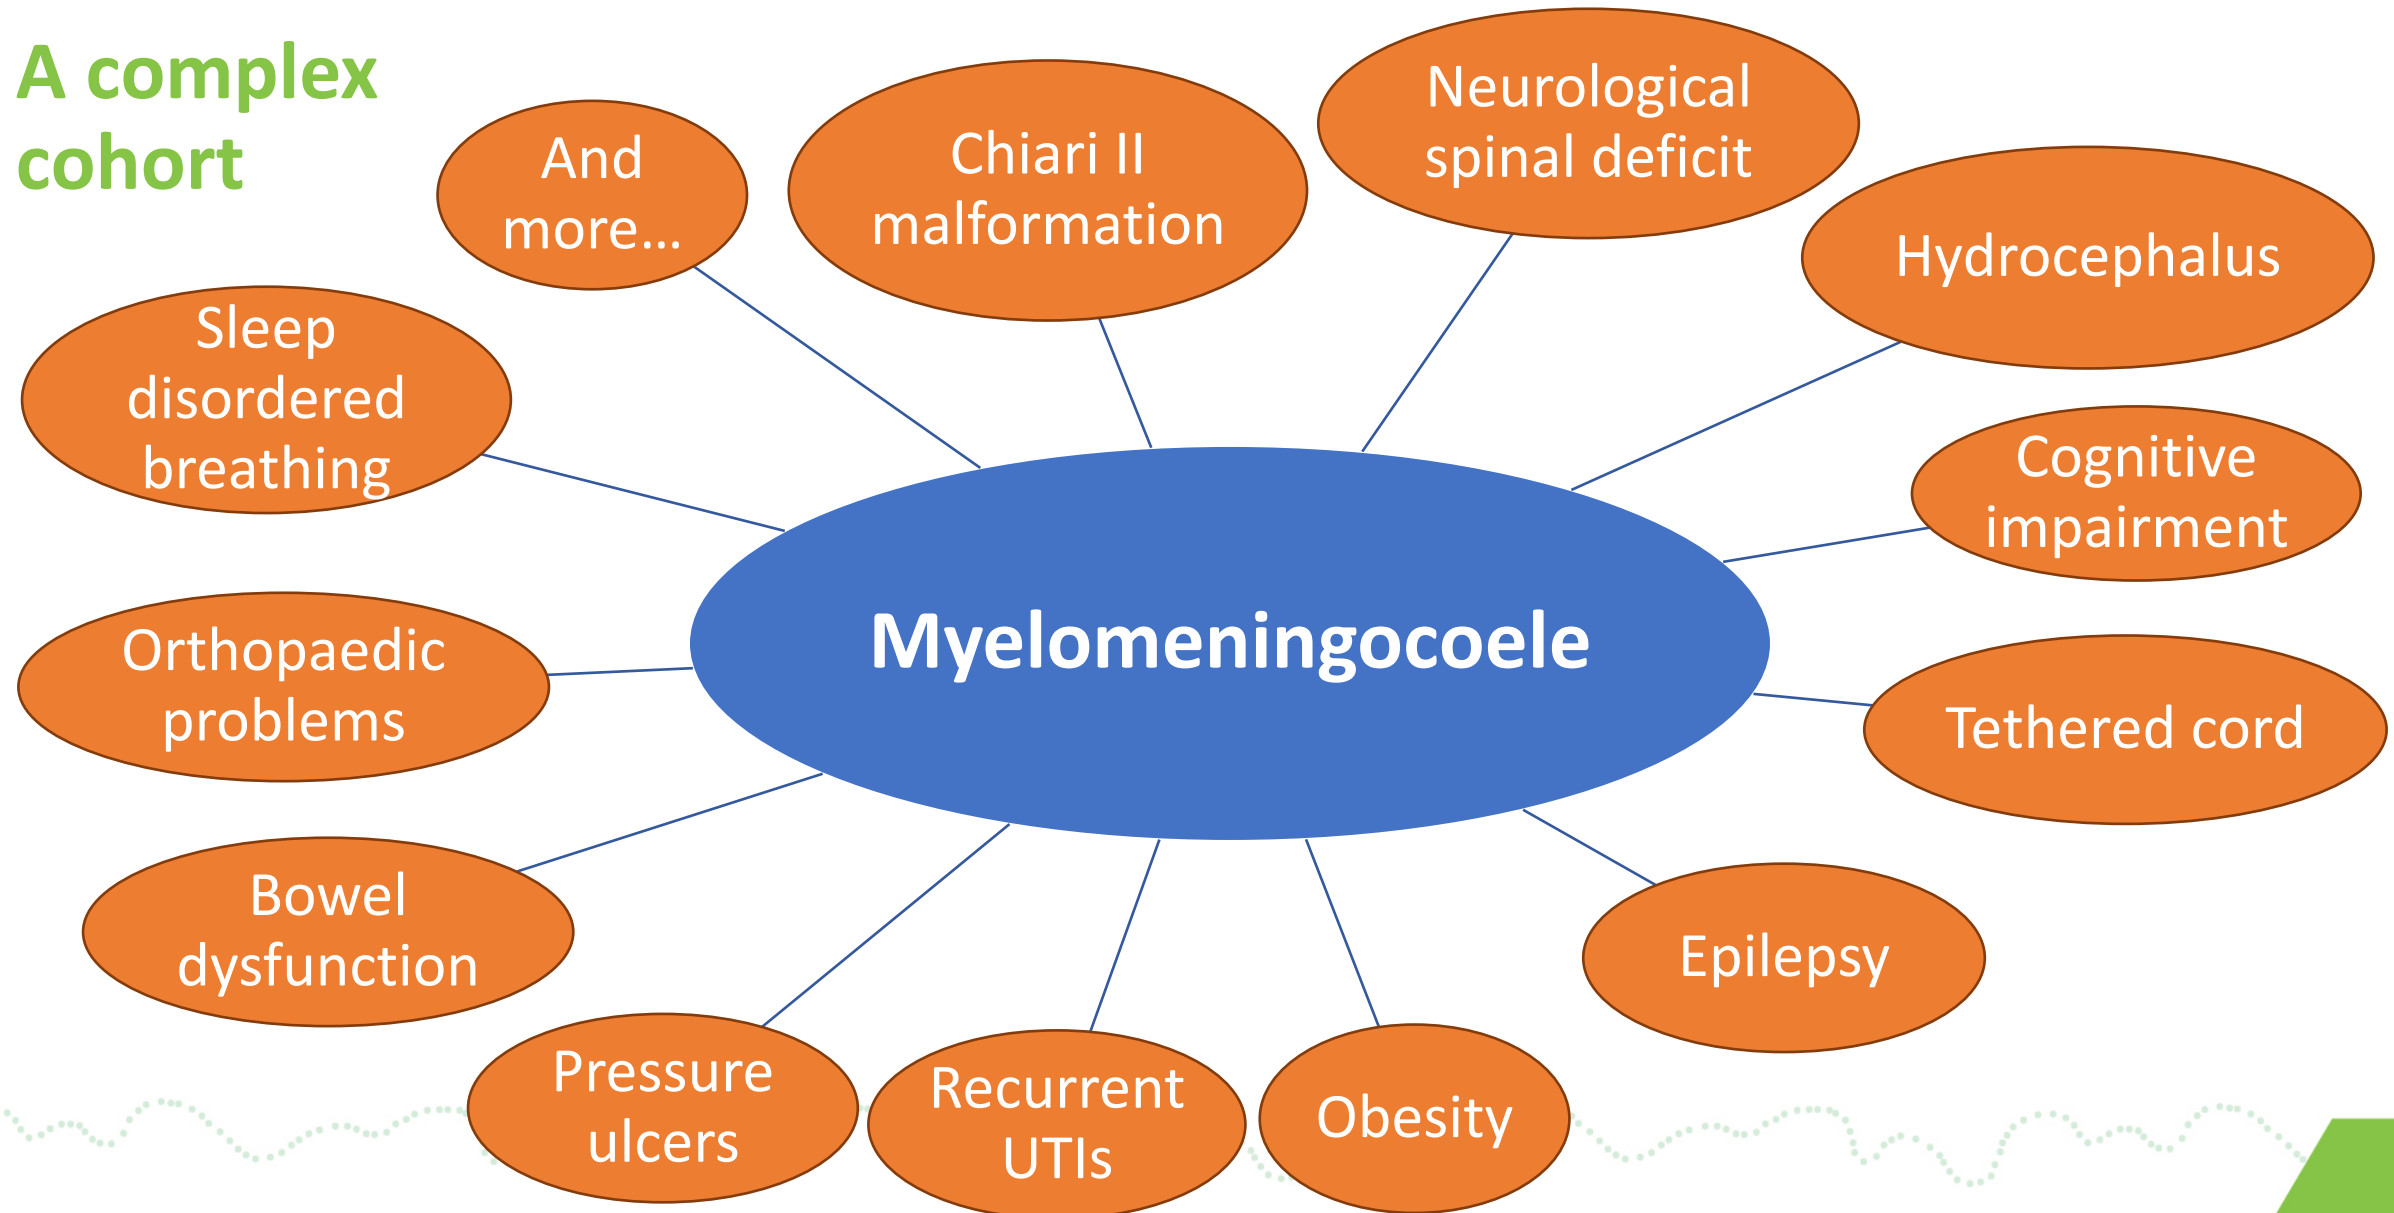 A complex
cohort
And
more...
Chiari II
malformation
Neurological
spinal deficit
Hydrocephalus
Sleep
disordered
breathing
Cognitive
impairment
Myelomeningocoele
Orthopaedic
problems
Tethered cord
Bowel
dysfunction
Epilepsy
Pressure
ulcers
Recurrent
UTIs
Obesity